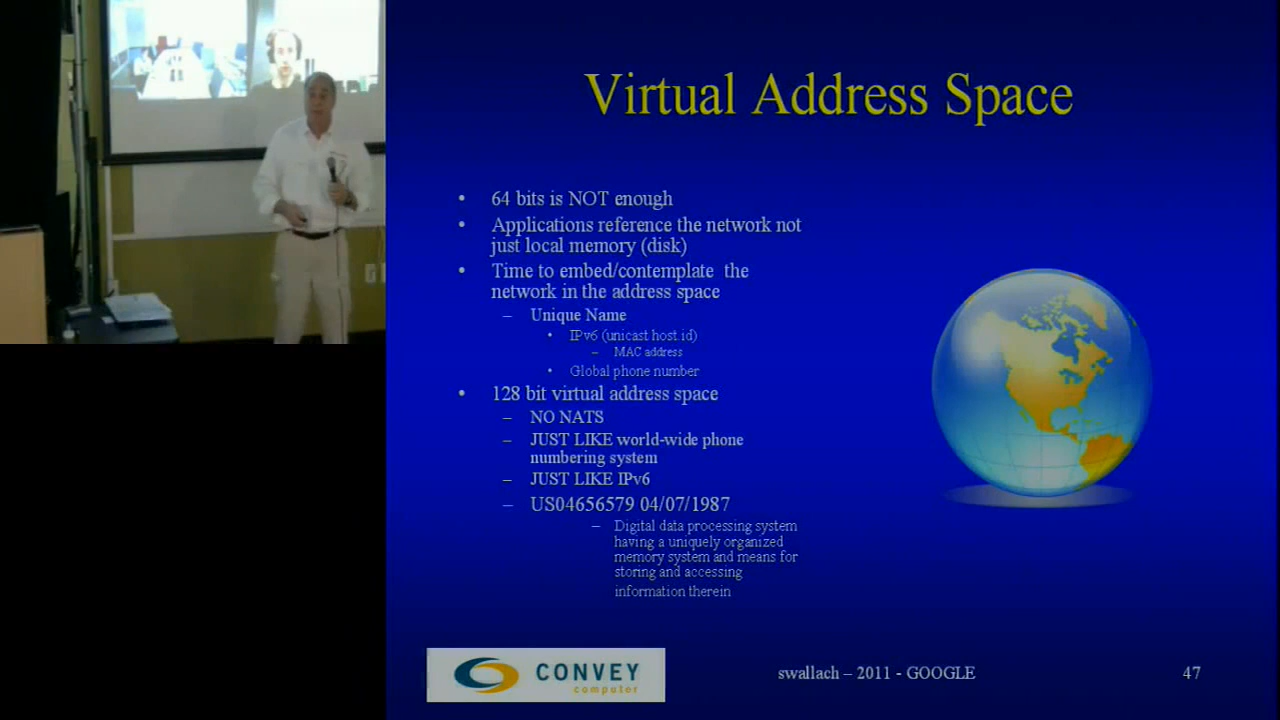 Virtual Address Space
• 64 bits is NOT enough
• Applications reference the network not
just local memory (disk)
• Time to embed/contemplate the
network in the address space
– Unique Name
• IPv6 (unicast host id)
– MAC address
• Global phone number
• 128 bit virtual address space
– NO NATS
– JUST LIKE world-wide phone
numbering system
– JUST LIKE IPv6
– US04656579 04/07/1987
– Digital data processing system
having a uniquely organized
memory system and means for
storing and accessing
information therein
CONVEY
computer
swallach – 2011 - GOOGLE
47